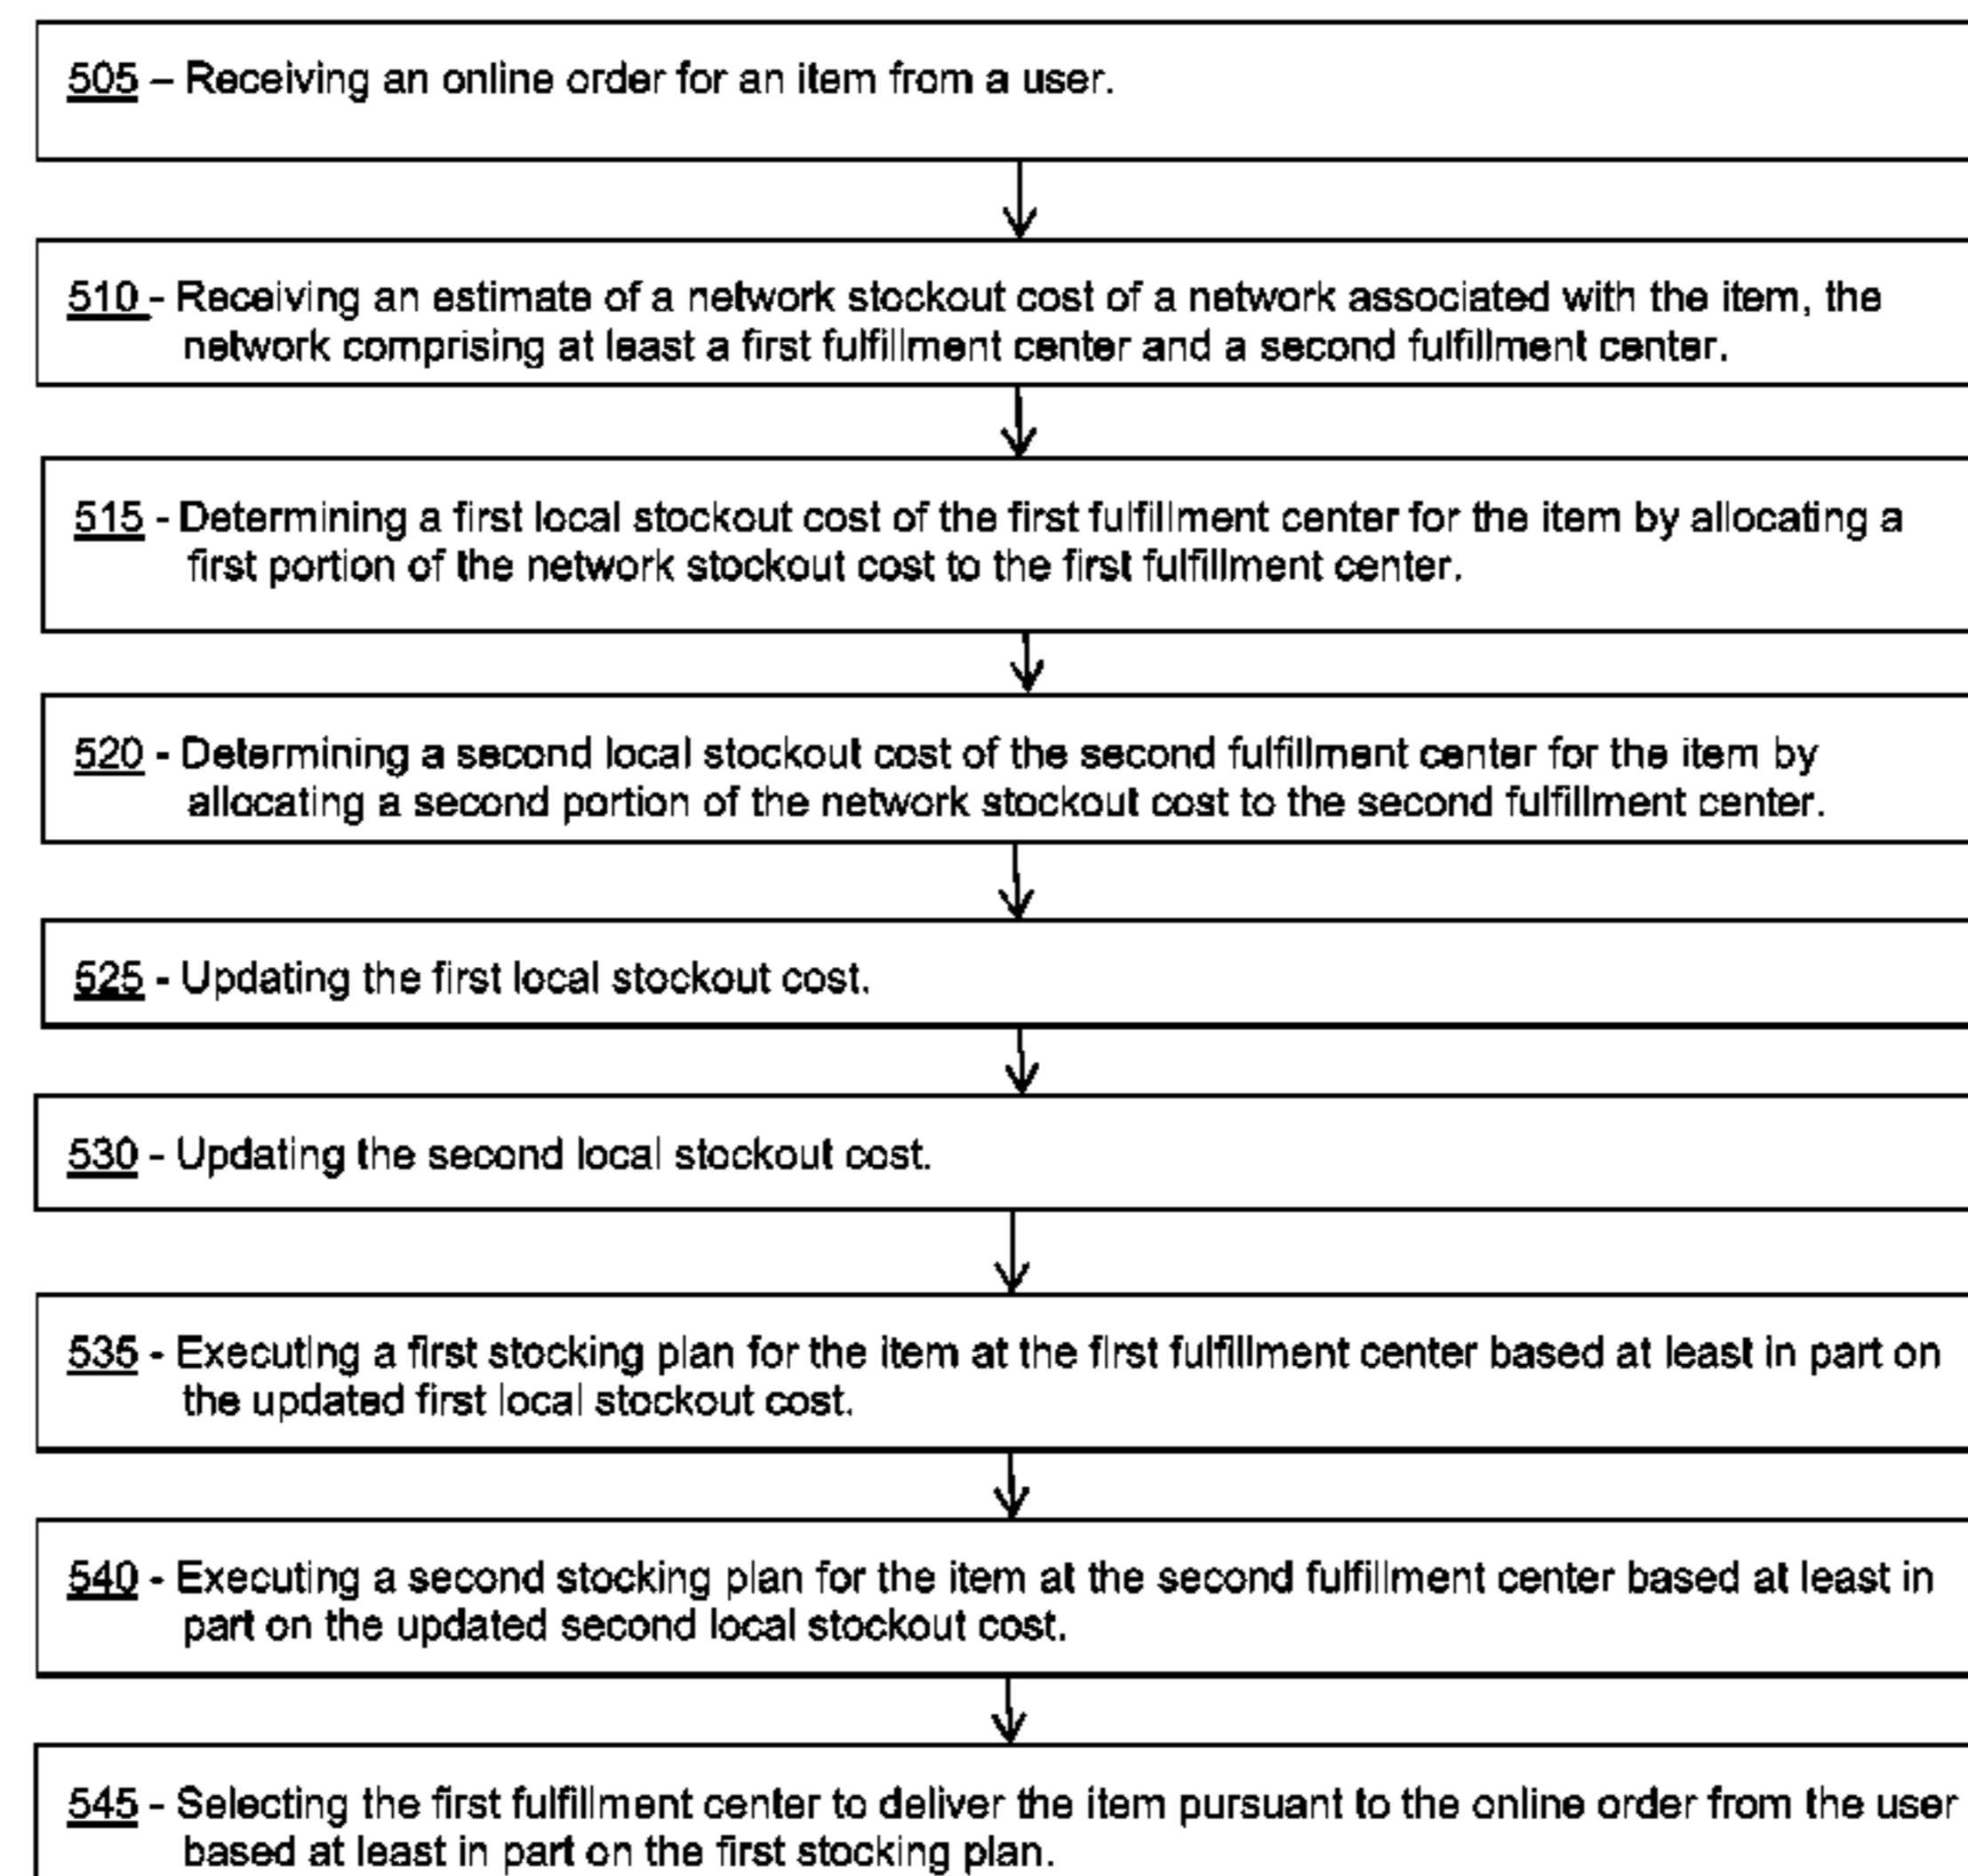 505 – Receiving an online order for an item from a user.
510 - Receiving an estimate of a network stockout cost of a network associated with the item, the
network comprising at least a first fulfillment center and a second fulfillment center.
515 - Determining a first local stockout cost of the first fulfillment center for the item by allocating a
first portion of the network stockout cost to the first fulfillment center.
520 - Determining a second local stockout cost of the second fulfillment center for the item by
allocating a second portion of the network stockout cost to the second fulfillment center.
525 - Updating the first local stockout cost.
530 - Updating the second local stockout cost.
535 - Executing a first stocking plan for the item at the first fulfillment center based at least in part on
the updated first local stockout cost.
540 - Executing a second stocking plan for the item at the second fulfillment center based at least in
part on the updated second local stockout cost.
545 - Selecting the first fulfillment center to deliver the item pursuant to the online order from the user
based at least in part on the first stocking plan.